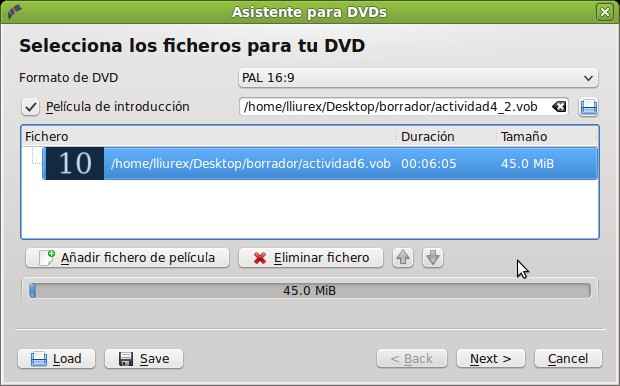 Asistente para DVDs
Selecciona los ficheros para tu DVD
Formato de DVD PAL 16:9
Película de introducción /home/lliurex/Desktop/borrador/actividad4_2.vob
Fichero Duración Tamaño
10 /home/lliurex/Desktop/borrador/actividad6.vob 00:06:05 45.0 MiB
Añadir fichero de película Eliminar fichero
45.0 MiB
Load Save < Back Next > Cancel